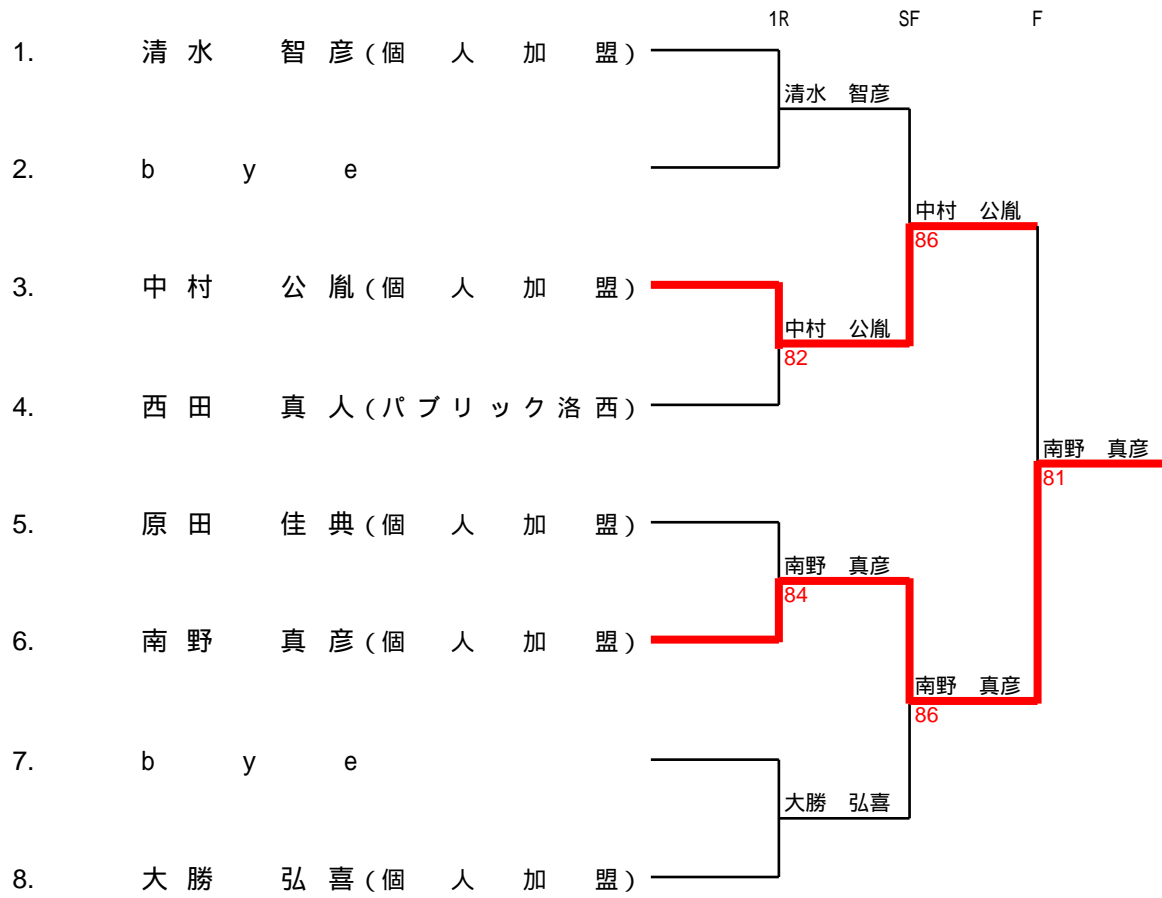 1R SF F
1. 清水 智彦(個人加盟)
清水 智彦
2. bye
中村 公胤
86
3. 中村 公胤(個人加盟)
中村 公胤
82
4. 西田 真人(パブリック洛西)
南野 真彦
81
5. 原田 佳典(個人加盟)
南野 真彦
84
6. 南野 真彦(個人加盟)
南野 真彦
86
7. bye
大勝 弘喜
8. 大勝 弘喜(個人加盟)